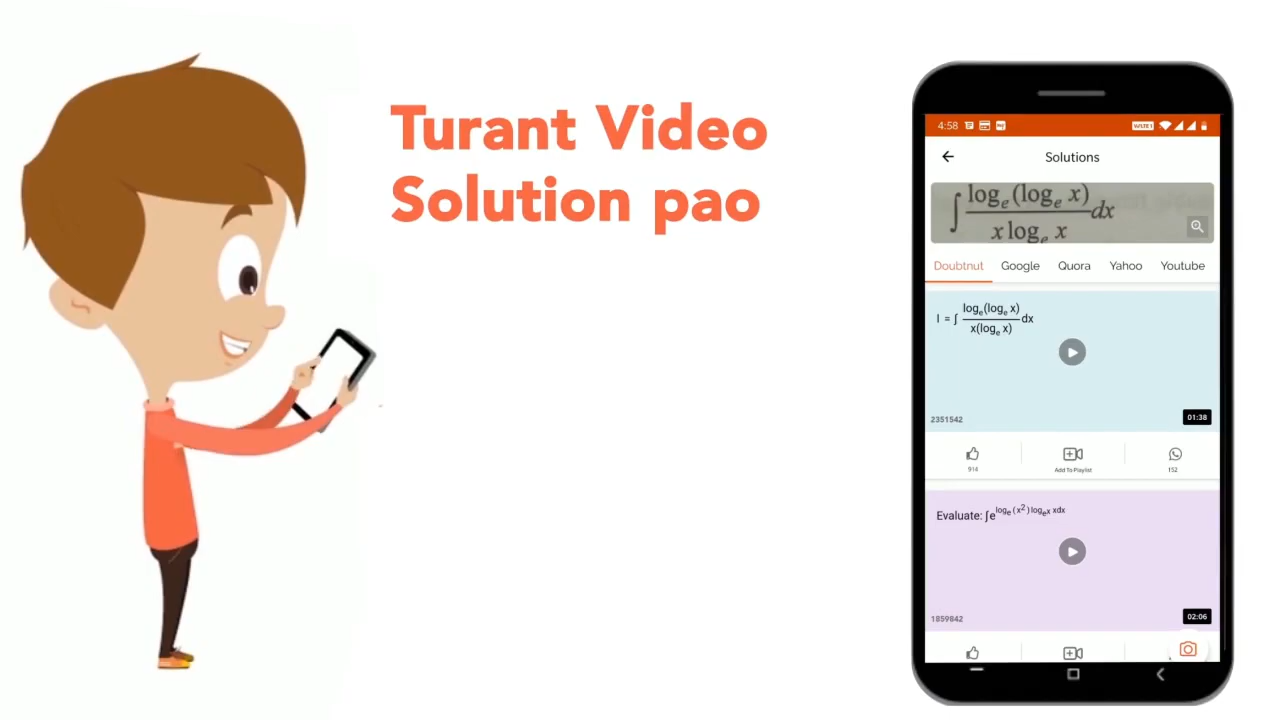 Turant Video
Solution pao
4:58
Solutions
∫ logₑ(logₑ x) / x logₑ x dx
Doubtnut Google Quora Yahoo Youtube
I = ∫ logₑ(logₑ x) / x(logₑ x) dx
2351542 01:38
914 Add To Playlist 152
Evaluate: ∫e^logₑ(x²)logₑx xdx
1859842 02:06